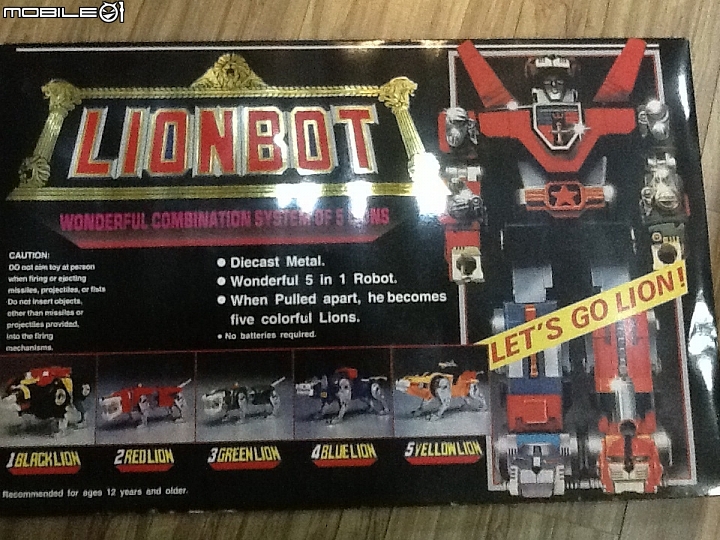 MOBILE01
LIONBOT
WONDERFUL COMBINATION SYSTEM OF 5 LIONS
CAUTION:
DO not aim toy at person
when firing or ejecting
missiles, projectiles, or fists
Do not Insert objects,
other than missiles or
projectiles provided,
into the firing
mechanisms.
● Diecast Metal.
● Wonderful 5 in 1 Robot.
● When Pulled apart, he becomes
five colorful Lions.
● No batteries required.
LET'S GO LION!
1 BLACK LION
2 RED LION
3 GREEN LION
4 BLUE LION
5 YELLOW LION
Recommended for ages 12 years and older.